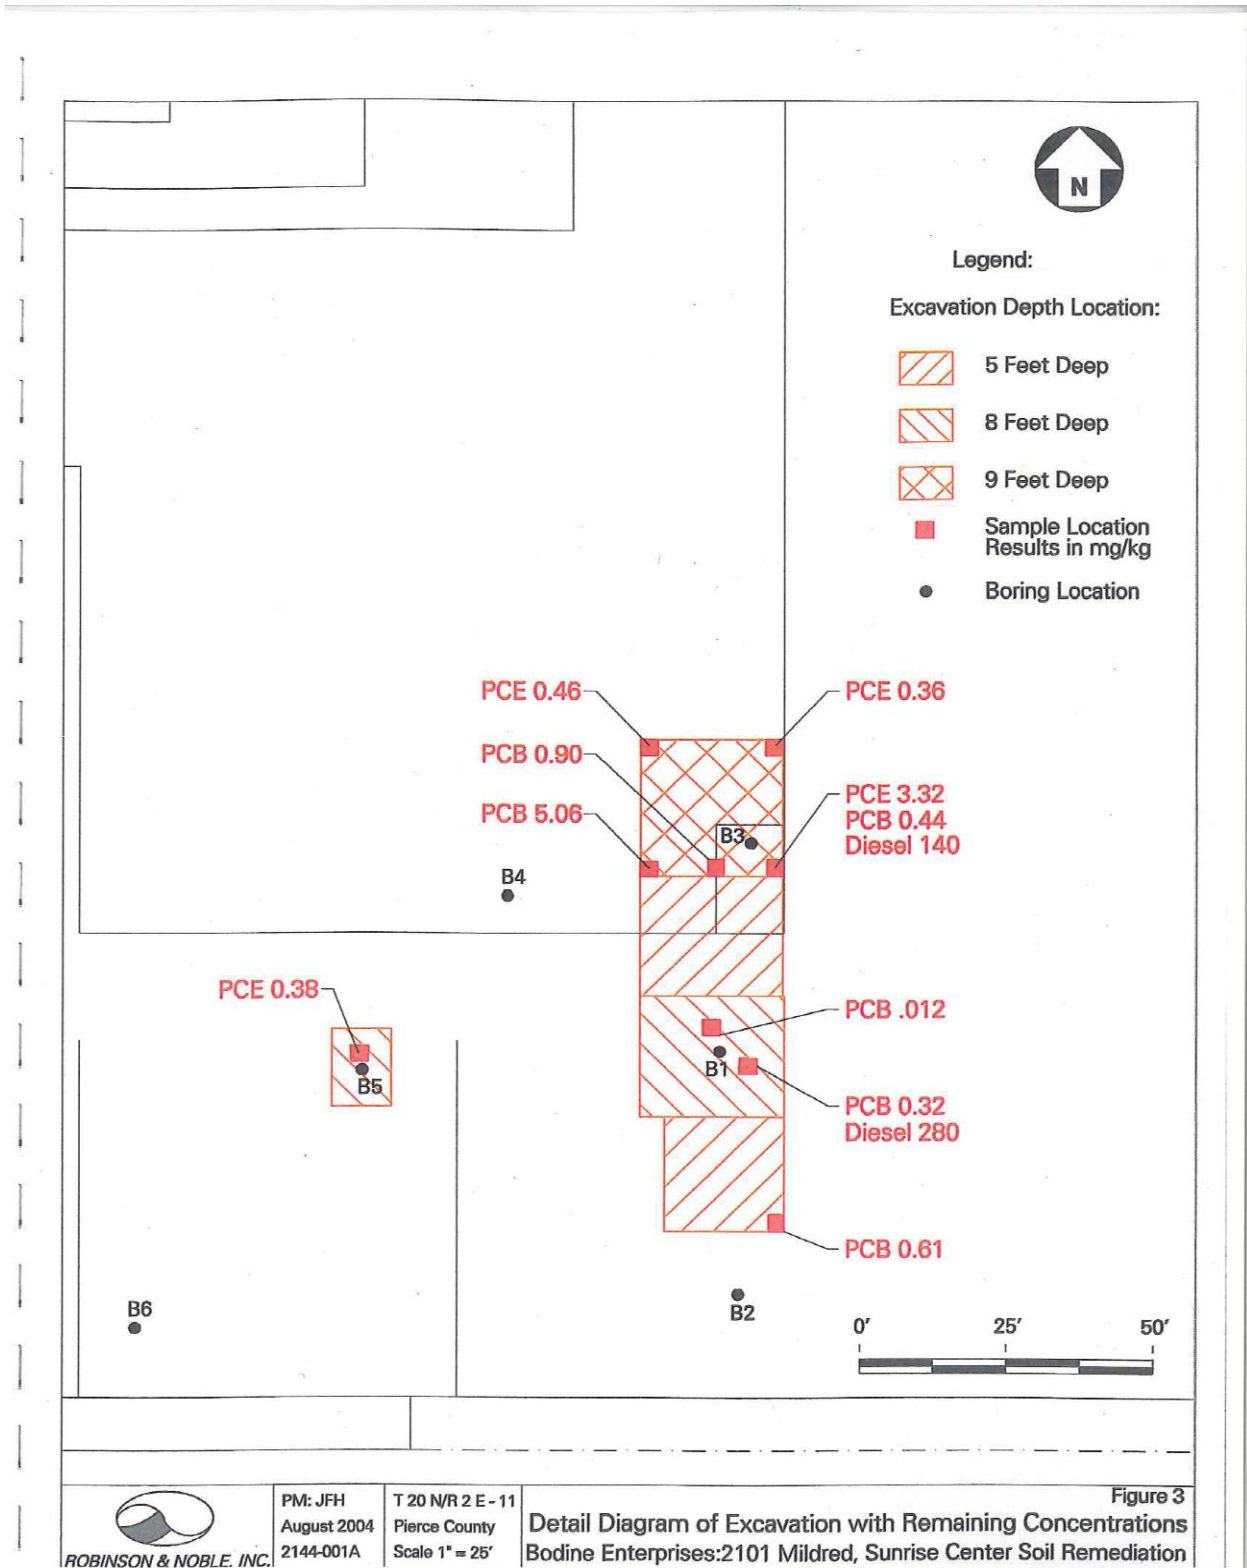 N
Legend:
Excavation Depth Location:
5 Feet Deep
8 Feet Deep
9 Feet Deep
Sample Location
Results in mg/kg
Boring Location
PCE 0.46
PCE 0.36
PCB 0.90
PCB 5.06
PCE 3.32
PCB 0.44
Diesel 140
B3
B4
PCE 0.38
PCB .012
B1
B5
PCB 0.32
Diesel 280
PCB 0.61
B6
B2
0' 25' 50'
ROBINSON & NOBLE, INC.
PM: JFH
August 2004
2144-001A
T 20 N/R 2 E - 11
Pierce County
Scale 1" = 25'
Figure 3
Detail Diagram of Excavation with Remaining Concentrations
Bodine Enterprises:2101 Mildred, Sunrise Center Soil Remediation